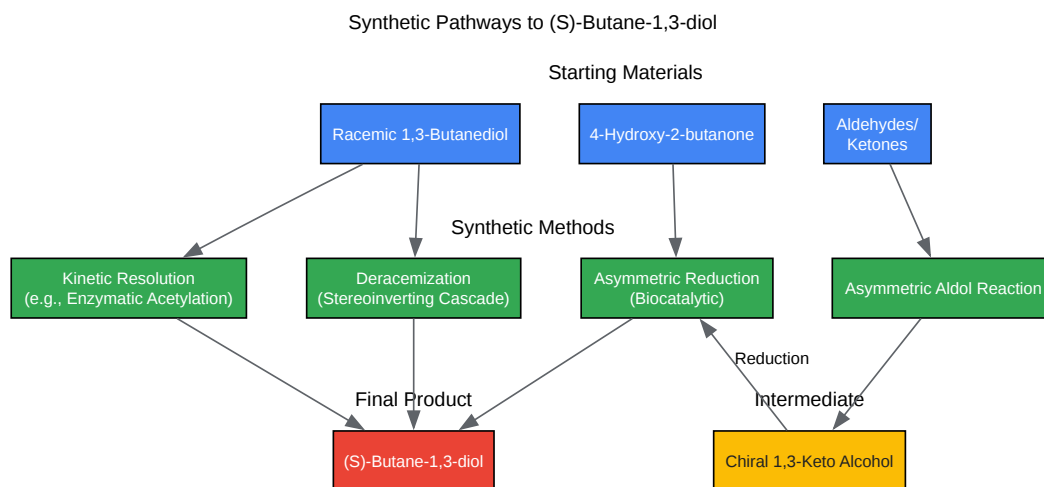 Synthetic Pathways to (S)-Butane-1,3-diol
Starting Materials
Racemic 1,3-Butanediol
4-Hydroxy-2-butanone
Aldehydes/
Ketones
Synthetic Methods
Kinetic Resolution
(e.g., Enzymatic Acetylation)
Deracemization
(Stereoinverting Cascade)
Asymmetric Reduction
(Biocatalytic)
Asymmetric Aldol Reaction
Reduction
Final Product
Intermediate
(S)-Butane-1,3-diol
Chiral 1,3-Keto Alcohol